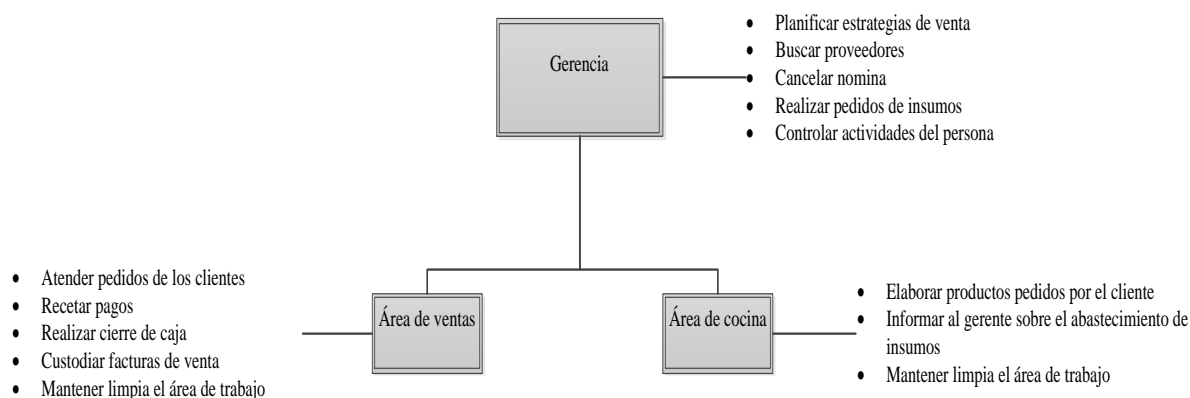 Gerencia
• Planificar estrategias de venta
• Buscar proveedores
• Cancelar nomina
• Realizar pedidos de insumos
• Controlar actividades del persona
• Atender pedidos de los clientes
• Recetar pagos
• Realizar cierre de caja
• Custodiar facturas de venta
• Mantener limpia el área de trabajo
Área de ventas
Área de cocina
• Elaborar productos pedidos por el cliente
• Informar al gerente sobre el abastecimiento de
insumos
• Mantener limpia el área de trabajo